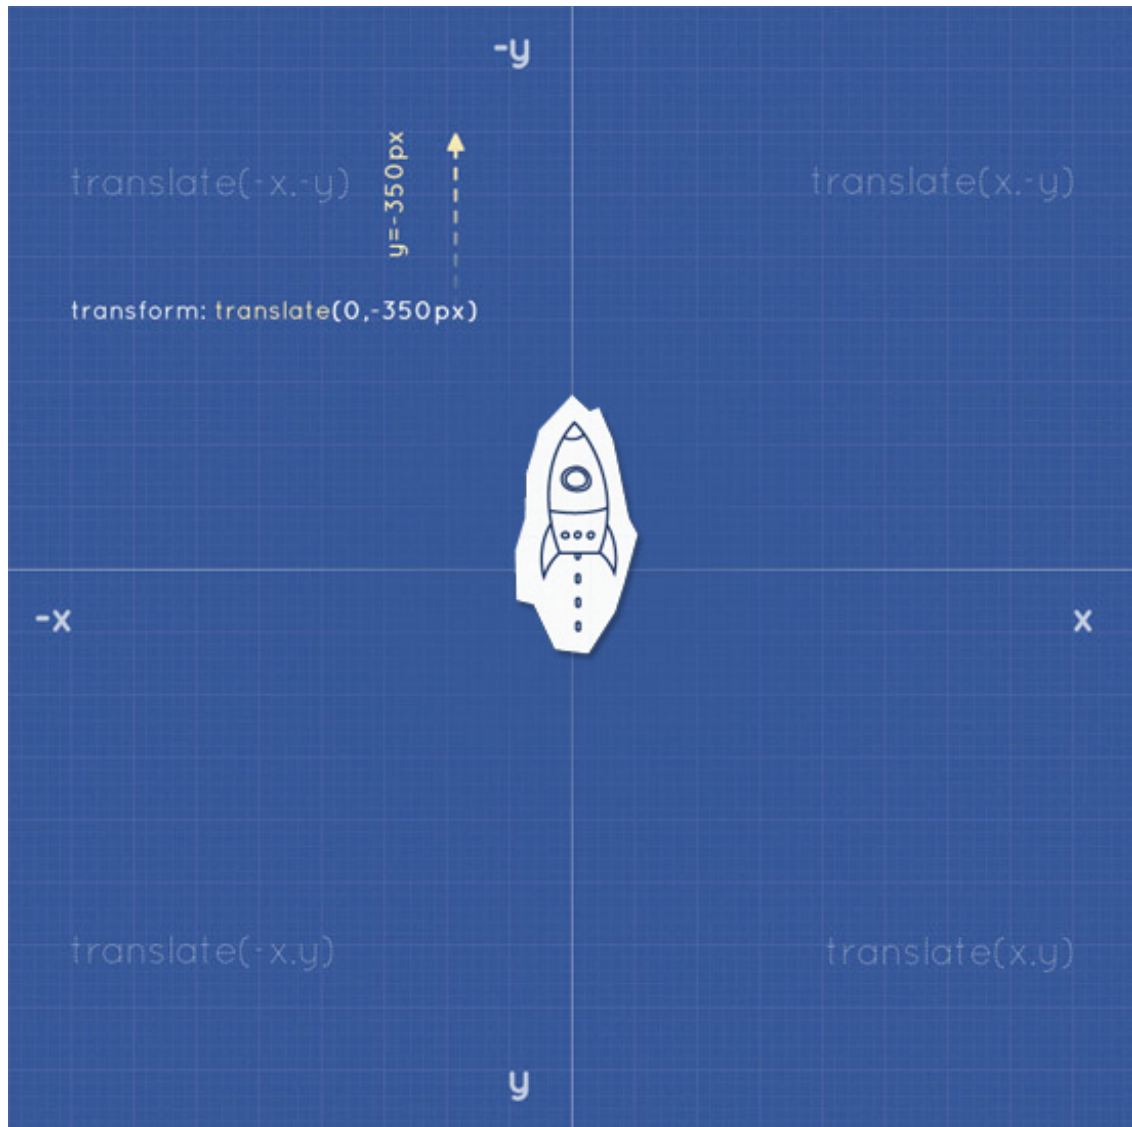 -y
y=-350px
translate(-x,-y)
translate(x,-y)
transform: translate(0,-350px)
-x
x
translate(-x,y)
translate(x,y)
y